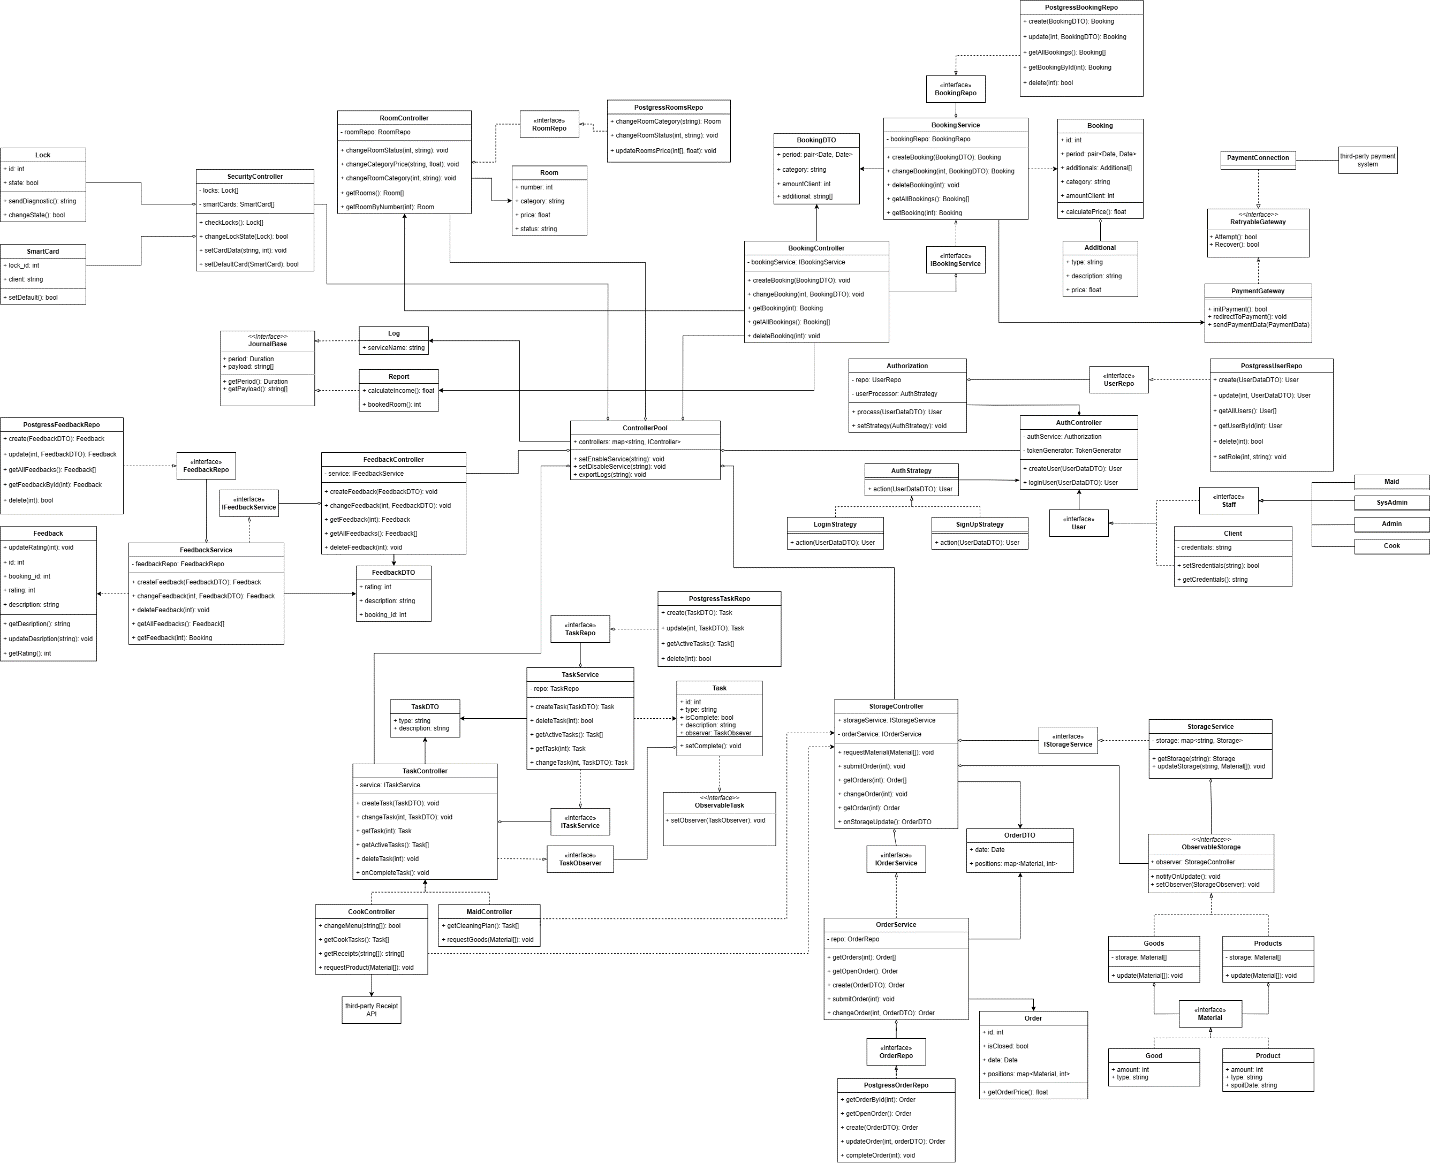 PostgressBookingRepo
+ create(BookingDTO): Booking
+ update(int, BookingDTO): Booking
+ getAllBookings(): Booking[]
+ getBookingById(int): Booking
+ delete(int): bool
«interface»
BookingRepo
RoomController
- roomRepo: RoomRepo
+ changeRoomStatus(int, string): void
+ changeCategoryPrice(string, float): void
+ changeRoomCategory(int, string): void
+ getRooms(): Room[]
+ getRoomByNumber(int): Room
«interface»
RoomRepo
PostgressRoomsRepo
+ changeRoomCategory(string): Room
+ changeRoomStatus(int, string): void
+ updateRoomsPrice(int[], float): void
Room
+ number: int
+ category: string
+ price: float
+ status: string
BookingDTO
+ period: pair<Date, Date>
+ category: string
+ amountClient: int
+ additional: string[]
BookingService
- bookingRepo: BookingRepo
+ createBooking(BookingDTO): Booking
+ changeBooking(int, BookingDTO): Booking
+ deleteBooking(int): void
+ getAllBookings(): Booking[]
+ getBooking(int): Booking
Booking
+ id: int
+ period: pair<Date, Date>
+ additionals: Additional[]
+ category: string
+ amountClient: int
+ calculatePrice(): float
PaymentConnection
third-party payment
system
Lock
+ id: int
+ state: bool
+ sendDiagnostic(): string
+ changeState(): bool
SecurityController
- locks: Lock[]
- smartCards: SmartCard[]
+ checkLocks(): Lock[]
+ changeLockState(Lock): bool
+ setCardData(string, int): void
+ setDefaultCard(SmartCard): bool
SmartCard
+ lock_id: int
+ client: string
+ setDefault(): bool
BookingController
- bookingService: IBookingService
+ createBooking(BookingDTO): void
+ changeBooking(int, BookingDTO): void
+ getBooking(int): Booking
+ getAllBookings(): Booking[]
+ deleteBooking(int): void
«interface»
IBookingService
Additional
+ type: string
+ description: string
+ price: float
<<interface>>
RetryableGateway
+ Attempt(): bool
+ Recover(): bool
PaymentGateway
+ initPayment(): bool
+ redirectToPayment(): void
+ sendPaymentData(PaymentData)
<<interface>>
JournalBase
+ period: Duration
+ payload: string[]
+ getPeriod(): Duration
+ getPayload(): string[]
Log
+ serviceName: string
Report
+ calculateIncome(): float
+ bookedRoom(): int
Authorization
- repo: UserRepo
- userProcessor: AuthStrategy
+ process(UserDataDTO): User
+ setStrategy(AuthStrategy): void
«interface»
UserRepo
PostgressUserRepo
+ create(UserDataDTO): User
+ update(int, UserDataDTO): User
+ getAllUsers(): User[]
+ getUserById(int): User
+ delete(int): bool
+ setRole(int, string): void
PostgressFeedbackRepo
+ create(FeedbackDTO): Feedback
+ update(int, FeedbackDTO): Feedback
+ getAllFeedbacks(): Feedback[]
+ getFeedbackById(int): Feedback
+ delete(int): bool
«interface»
FeedbackRepo
«interface»
IFeedbackService
FeedbackController
- service: IFeedbackService
+ createFeedback(FeedbackDTO): void
+ changeFeedback(int, FeedbackDTO): void
+ getFeedback(int): Feedback
+ getAllFeedbacks(): Feedback[]
+ deleteFeedback(int): void
ControllerPool
+ controllers: map<string, IController>
+ setEnableService(string): void
+ setDisableService(string): void
+ exportLogs(string): void
AuthController
- authService: Authorization
- tokenGenerator: TokenGenerator
+ createUser(UserDataDTO): User
+ loginUser(UserDataDTO): User
AuthStrategy
+ action(UserDataDTO): User
LoginStrategy
+ action(UserDataDTO): User
SignUpStrategy
+ action(UserDataDTO): User
«interface»
User
«interface»
Staff
Maid
SysAdmin
Admin
Cook
Client
- credentials: string
+ setSredentials(string): bool
+ getCredentials(): string
Feedback
+ updateRating(int): void
+ id: int
+ booking_id: int
+ rating: int
+ description: string
+ getDesription(): string
+ updateDesription(string): void
+ getRating(): int
FeedbackService
- feedbackRepo: FeedbackRepo
+ createFeedback(FeedbackDTO): Feedback
+ changeFeedback(int, FeedbackDTO): Feedback
+ deleteFeedback(int): void
+ getAllFeedbacks(): Feedback[]
+ getFeedback(int): Booking
FeedbackDTO
+ rating: int
+ description: string
+ booking_id: int
«interface»
TaskRepo
PostgressTaskRepo
+ create(TaskDTO): Task
+ update(int, TaskDTO): Task
+ getActiveTasks(): Task[]
+ delete(int): bool
TaskDTO
+ type: string
+ description: string
TaskService
- repo: TaskRepo
+ createTask(TaskDTO): Task
+ deleteTask(int): bool
+ getActiveTasks(): Task[]
+ getTask(int): Task
+ changeTask(int, TaskDTO): Task
Task
+ id: int
+ type: string
+ isComplete: bool
+ description: string
+ observer: TaskObsever
+ setComplete(): void
<<interface>>
ObservableTask
+ setObserver(TaskObserver): void
TaskController
- service: ITaskService
+ createTask(TaskDTO): void
+ changeTask(int, TaskDTO): void
+ getTask(int): Task
+ getActiveTasks(): Task[]
+ deleteTask(int): void
+ onCompleteTask(): void
«interface»
ITaskService
«interface»
TaskObserver
StorageController
+ storageService: IStorageService
- orderService: IOrderService
+ requestMaterial(Material[]): void
+ submitOrder(int): void
+ getOrders(int): Order[]
+ changeOrder(int): void
+ getOrder(int): Order
+ onStorageUpdate(): OrderDTO
«interface»
IStorageService
StorageService
- storage: map<string, Storage>
+ getStorage(string): Storage
+ updateStorage(string, Material[]): void
OrderDTO
+ date: Date
+ positions: map<Material, int>
«interface»
IOrderService
<<interface>>
ObservableStorage
+ observer: StorageController
+ notifyOnUpdate(): void
+ setObserver(StorageObserver): void
CookController
+ changeMenu(string[]): bool
+ getCookTasks(): Task[]
+ getReceipts(string[]): string[]
+ requestProduct(Material[]): void
MaidController
+ getCleaningPlan(): Task[]
+ requestGoods(Material[]): void
third-party Receipt
API
OrderService
- repo: OrderRepo
+ getOrders(int): Order[]
+ getOpenOrder(): Order
+ create(OrderDTO): Order
+ submitOrder(int): void
+ changeOrder(int, OrderDTO): Order
Goods
- storage: Material[]
+ update(Material[]): void
Products
- storage: Material[]
+ update(Material[]): void
«interface»
Material
Order
+ id: int
+ isClosed: bool
+ date: Date
+ positions: map<Material, int>
+ getOrderPrice(): float
«interface»
OrderRepo
Good
+ amount: int
+ type: string
Product
+ amount: int
+ type: string
+ spoilDate: string
PostgressOrderRepo
+ getOrderById(int): Order
+ getOpenOrder(): Order
+ create(OrderDTO): Order
+ updateOrder(int, orderDTO): Order
+ completeOrder(int): void